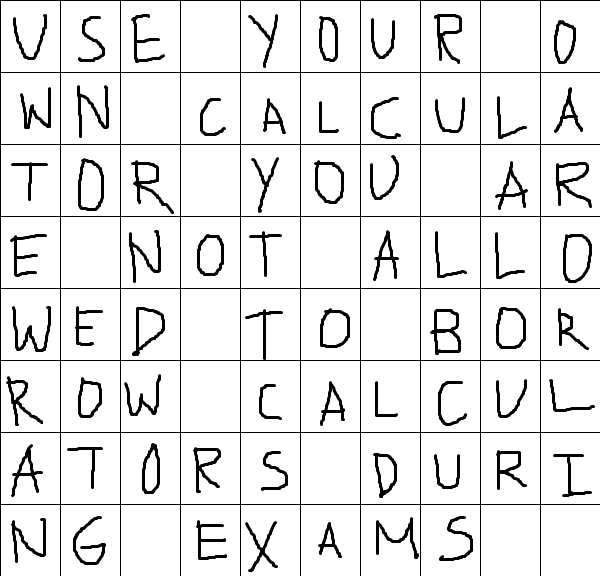 USE YOUR O
WN CALCULA
TOR YOU AR
E NOT ALLO
WED TO BOR
ROW CALCUL
ATORS DURI
NG EXAMS